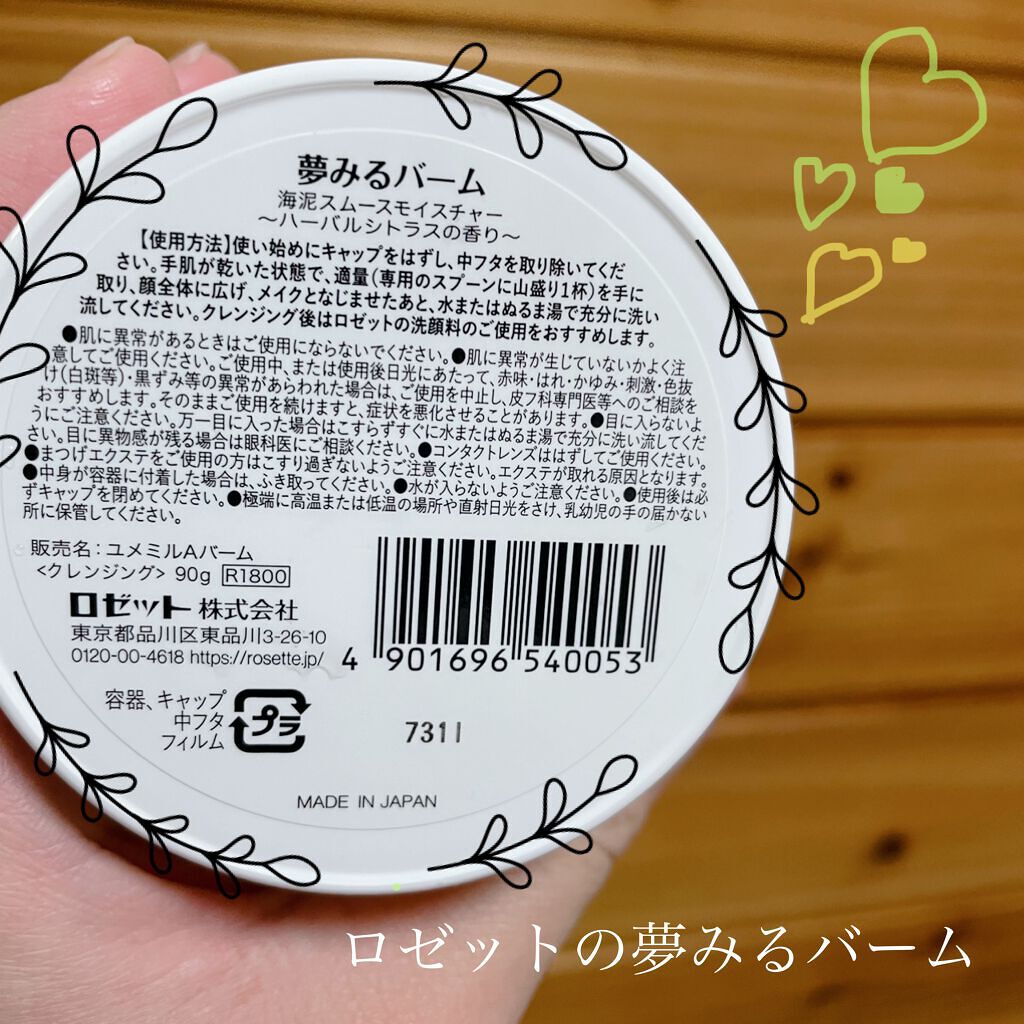 夢みるバーム
海泥スムースモイスチャー
～ハーバルシトラスの香り～
【使用方法】使い始めにキャップをはずし、中フタを取り除いてくだ
さい。手肌が乾いた状態で、適量(専用のスプーンに山盛り1杯)を手に
取り、顔全体に広げ、メイクとなじませたあと、水またはぬるま湯で充分に洗い
流してください。クレンジング後はロゼットの洗顔料のご使用をおすすめします。
●肌に異常があるときはご使用にならないでください。●肌に異常が生じていないかよく注
意してご使用ください。ご使用中、または使用後日光にあたって、赤味・はれ・かゆみ・刺激・色抜
け(白斑等)・黒ずみ等の異常があらわれた場合は、ご使用を中止し、皮フ科専門医等へのご相談を
おすすめします。そのままご使用を続けますと、症状を悪化させることがあります。●目に入らないよ
うにご注意ください。万一目に入った場合はこすらずすぐに水またはぬるま湯で充分に洗い流してくだ
さい。目に異物感が残る場合は眼科医にご相談ください。●コンタクトレンズははずしてご使用ください。
●まつげエクステをご使用の方はこすり過ぎないようご注意ください。エクステが取れる原因となります。
●中身が容器に付着した場合は、ふき取ってください。●水が入らないようご注意ください。●使用後は必
ずキャップを閉めてください。●極端に高温または低温の場所や直射日光をさけ、乳幼児の手の届かない
所に保管してください。
販売名：ユメミルAバーム
<クレンジング> 90g R1800
ロゼット 株式会社
東京都品川区東品川3-26-10
0120-00-4618 https://rosette.jp/
4 901696 540053
容器、キャップ
中フタ
フィルム
プラ
731I
MADE IN JAPAN
ロゼットの夢みるバーム